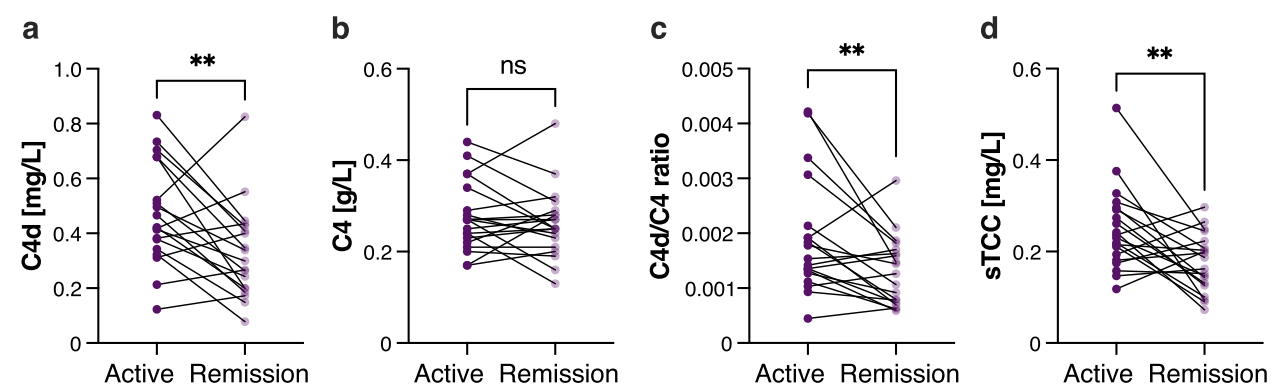 a
C4d [mg/L]
1.0
0.8
0.6
0.4
0.2
0
**
Active Remission
b
C4 [g/L]
0.6
0.4
0.2
0
ns
Active Remission
c
C4d/C4 ratio
0.005
0.004
0.003
0.002
0.001
0
**
Active Remission
d
sTCC [mg/L]
0.6
0.4
0.2
0
**
Active Remission